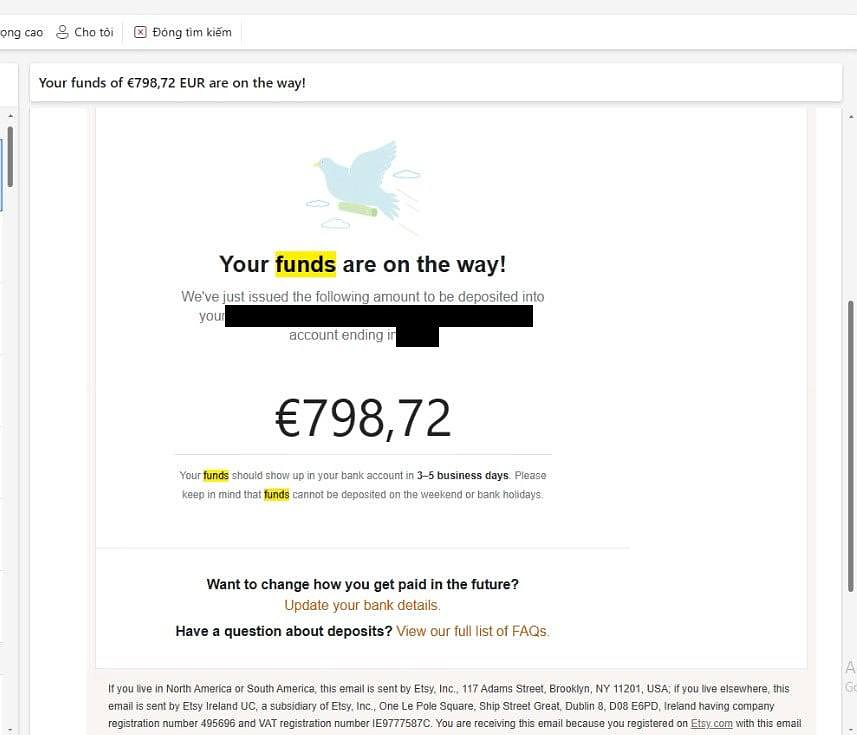 ọng cao Cho tôi Đóng tìm kiếm
Your funds of €798,72 EUR are on the way!
Your funds are on the way!
We've just issued the following amount to be deposited into
your
account ending in
€798,72
Your funds should show up in your bank account in 3–5 business days. Please
keep in mind that funds cannot be deposited on the weekend or bank holidays.
Want to change how you get paid in the future?
Update your bank details.
Have a question about deposits? View our full list of FAQs.
If you live in North America or South America, this email is sent by Etsy, Inc., 117 Adams Street, Brooklyn, NY 11201, USA; if you live elsewhere, this
email is sent by Etsy Ireland UC, a subsidiary of Etsy, Inc., One Le Pole Square, Ship Street Great, Dublin 8, D08 E6PD, Ireland having company
registration number 495696 and VAT registration number IE9777587C. You are receiving this email because you registered on Etsy.com with this email